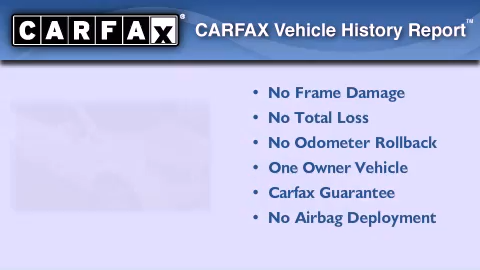 CARFAX® CARFAX Vehicle History Report™
• No Frame Damage
• No Total Loss
• No Odometer Rollback
• One Owner Vehicle
• Carfax Guarantee
• No Airbag Deployment